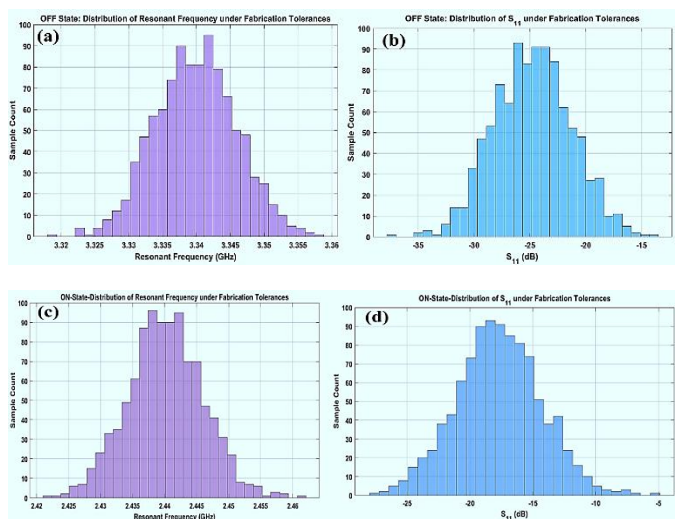 OFF State: Distribution of Resonant Frequency under Fabrication Tolerances
(a)
100
90
80
70
60
50
40
30
20
10
0
Sample Count
3.32 3.325 3.33 3.335 3.34 3.345 3.35 3.355 3.36
Resonant Frequency (GHz)
OFF State: Distribution of S11 under Fabrication Tolerances
(b)
100
90
80
70
60
50
40
30
20
10
0
Sample Count
-35 -30 -25 -20 -15
S11 (dB)
ON-State-Distribution of Resonant Frequency under Fabrication Tolerances
(c)
100
90
80
70
60
50
40
30
20
10
0
Sample Count
2.42 2.425 2.43 2.435 2.44 2.445 2.45 2.455 2.46
Resonant Frequency (GHz)
ON-State-Distribution of S11 under Fabrication Tolerances
(d)
100
90
80
70
60
50
40
30
20
10
0
Sample Count
-25 -20 -15 -10 -5
S11 (dB)